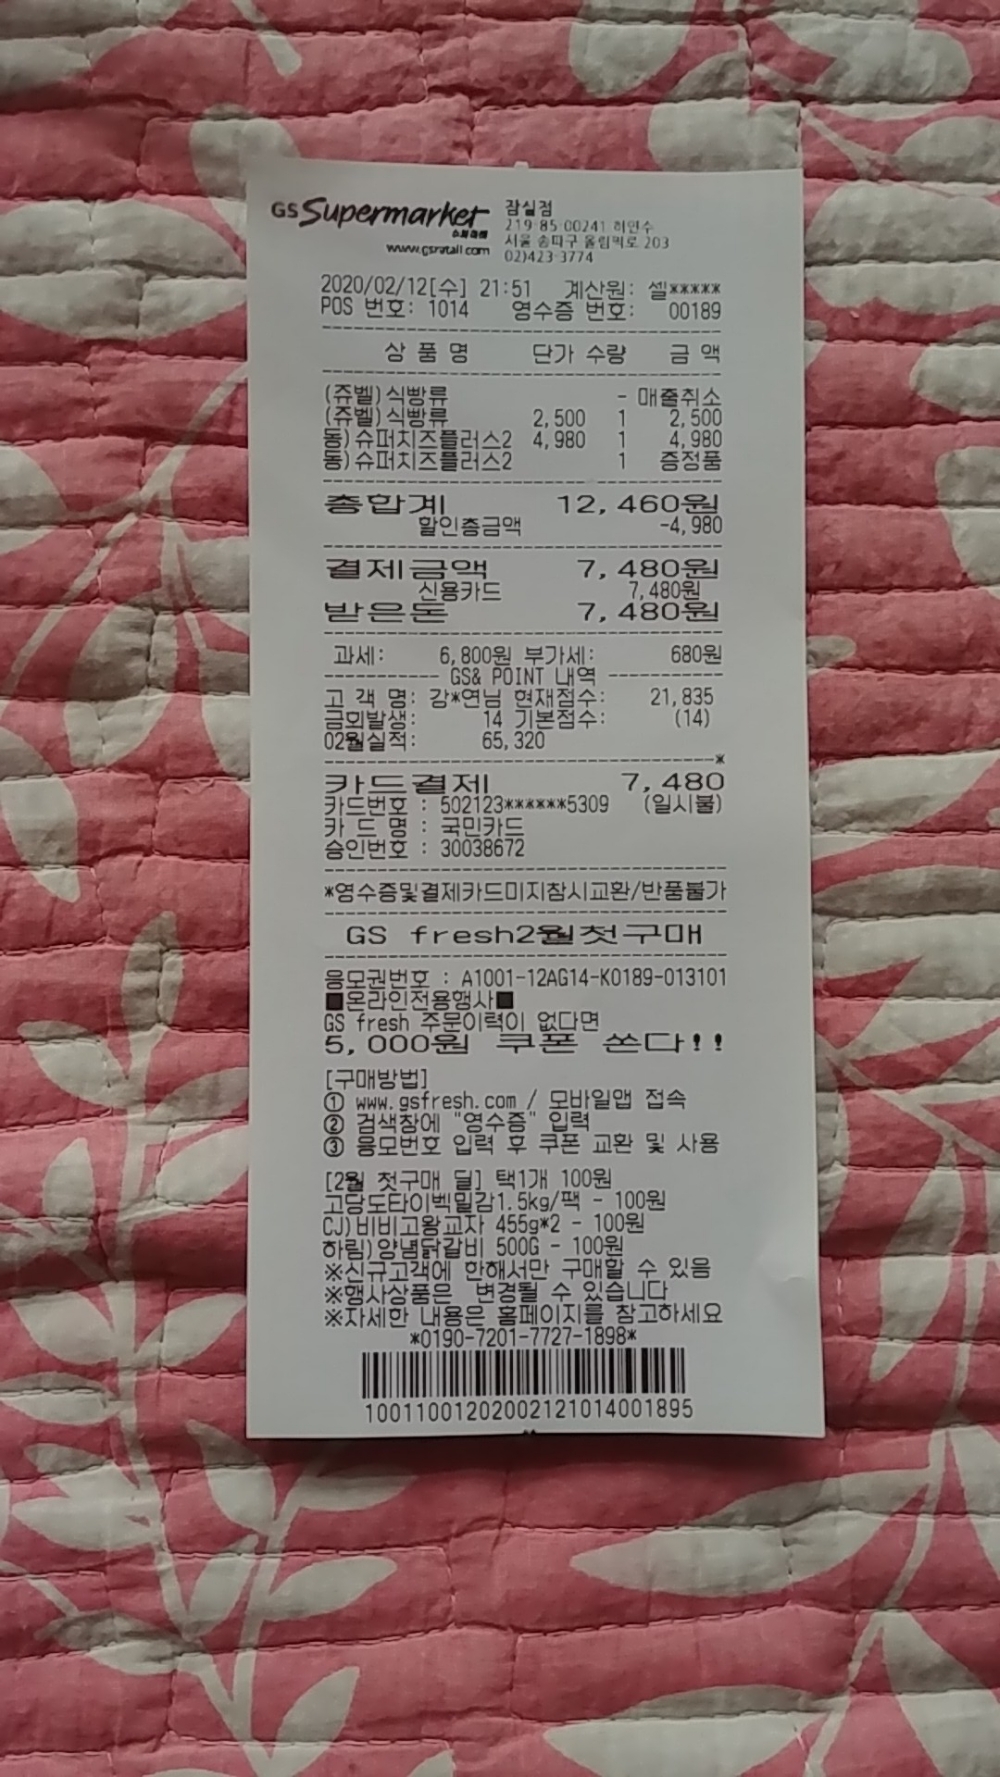 GS Supermarket 잠실점
슈퍼마켓 219-85-00241 허연수
서울 송파구 올림픽로 203
www.gsretail.com 02)423-3774
2020/02/12[수] 21:51 계산원: 셀*****
POS 번호: 1014 영수증 번호: 00189
상 품 명 단가 수량 금 액
(쥬벨)식빵류 - 매출취소
(쥬벨)식빵류 2,500 1 2,500
동)슈퍼치즈플러스2 4,980 1 4,980
동)슈퍼치즈플러스2 1 증정품
총합계 12,460원
할인총금액 -4,980
결제금액 7,480원
신용카드 7,480원
받은돈 7,480원
과세: 6,800원 부가세: 680원
---------- GS& POINT 내역 ----------
고 객 명: 강*연님 현재점수: 21,835
금회발생: 14 기본점수: (14)
02월실적: 65,320
*
카드결제 7,480
카드번호 : 502123******5309 (일시불)
카 드 명 : 국민카드
승인번호 : 30038672
*영수증및결제카드미지참시교환/반품불가
GS fresh2월첫구매
응모권번호 : A1001-12AG14-K0189-013101
■온라인전용행사■
GS fresh 주문이력이 없다면
5,000원 쿠폰 쏜다!!
[구매방법]
① www.gsfresh.com / 모바일앱 접속
② 검색창에 "영수증" 입력
③ 응모번호 입력 후 쿠폰 교환 및 사용
[2월 첫구매 딜] 택1개 100원
고당도타이벡밀감1.5kg/팩 - 100원
CJ)비비고왕교자 455g*2 - 100원
하림)양념닭갈비 500G - 100원
※신규고객에 한해서만 구매할 수 있음
※행사상품은 변경될 수 있습니다
※자세한 내용은 홈페이지를 참고하세요
*0190-7201-7727-1898*
10011001202002121014001895